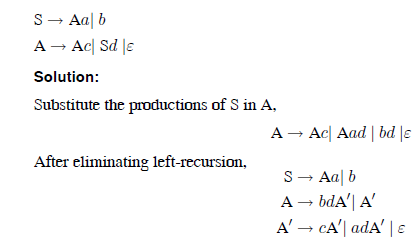 S → Aa| b
A → Ac| Sd |ε
Solution:
Substitute the productions of S in A,
A → Ac| Aad | bd |ε
After eliminating left-recursion,
S → Aa| b
A → bdA′| A′
A′ → cA′| adA′ | ε